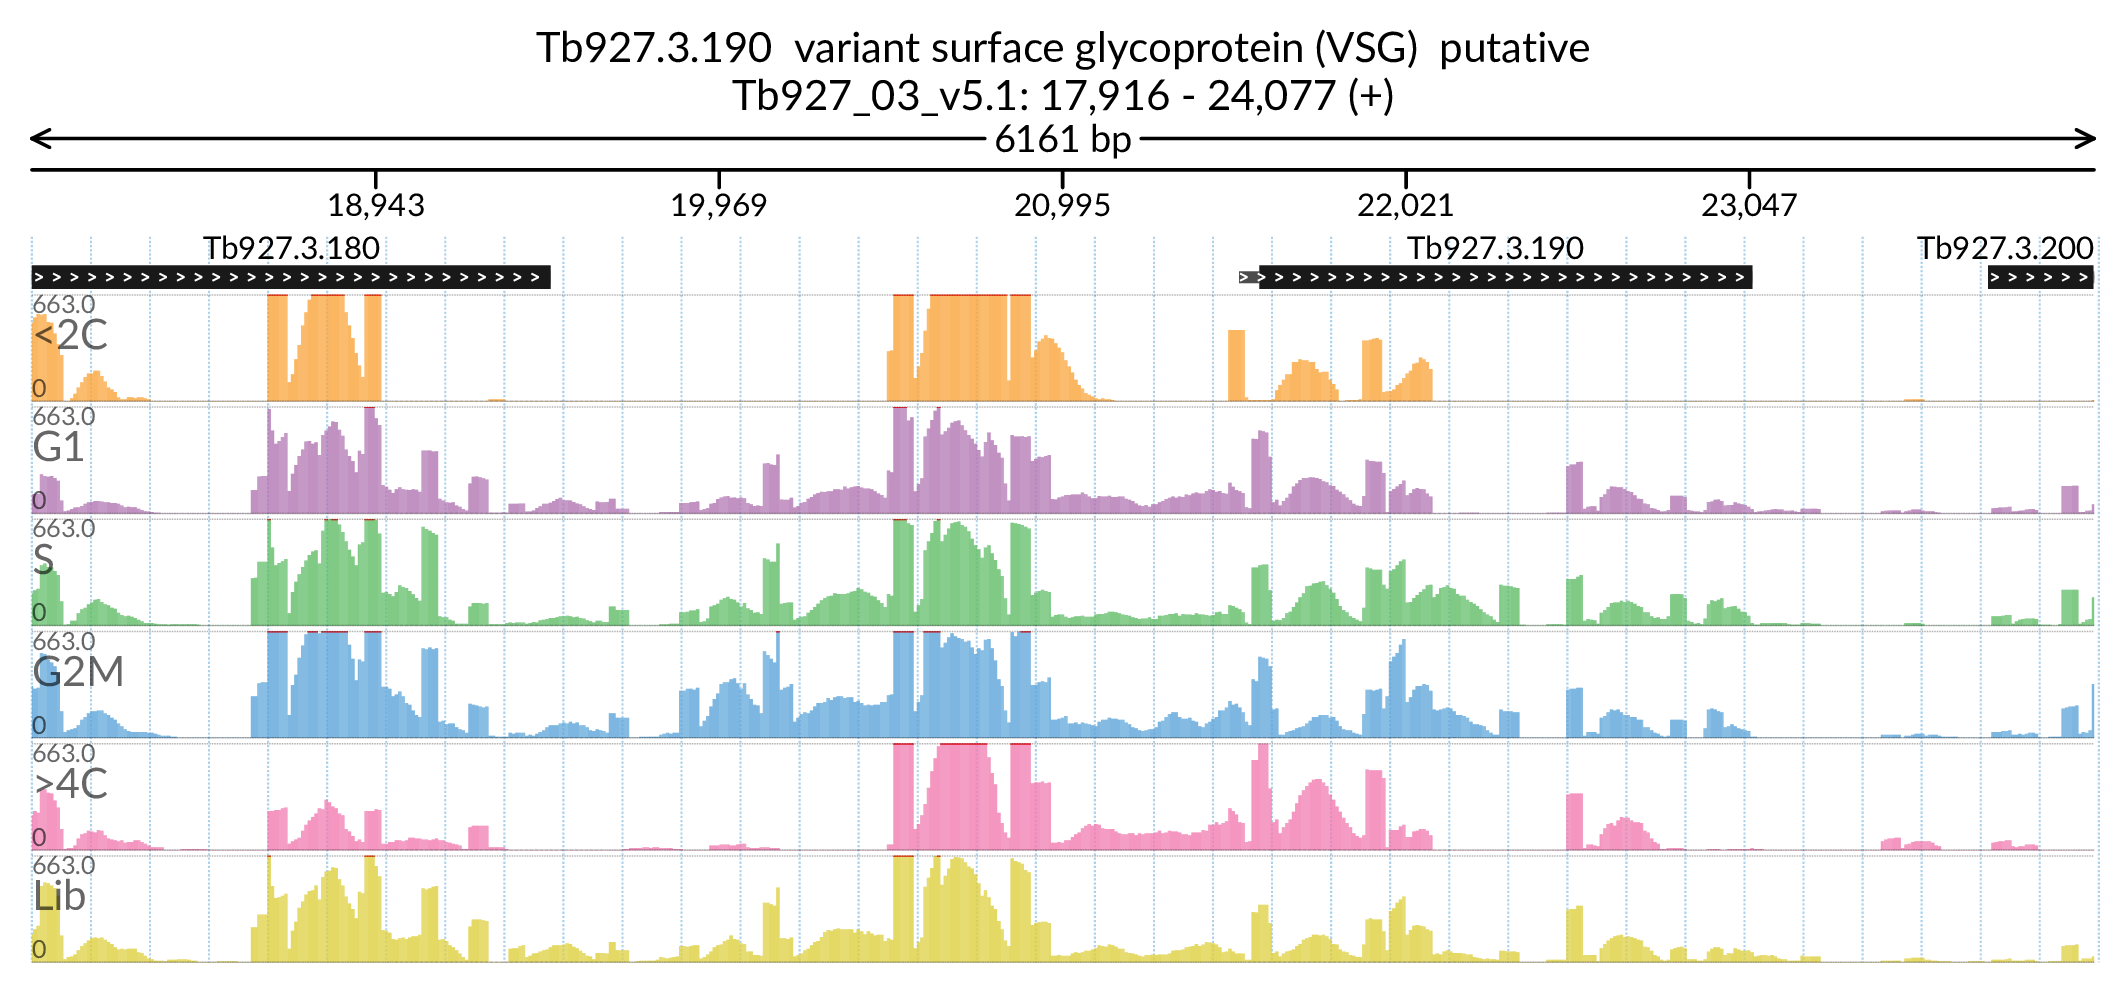 Tb927.3.190 variant surface glycoprotein (VSG) putative
Tb927_03_v5.1: 17,916 - 24,077 (+)
6161 bp
18,943 19,969 20,995 22,021 23,047
Tb927.3.180 Tb927.3.190 Tb927.3.200
663.0
<2C
0
663.0
G1
0
663.0
S
0
663.0
G2M
0
663.0
>4C
0
663.0
Lib
0